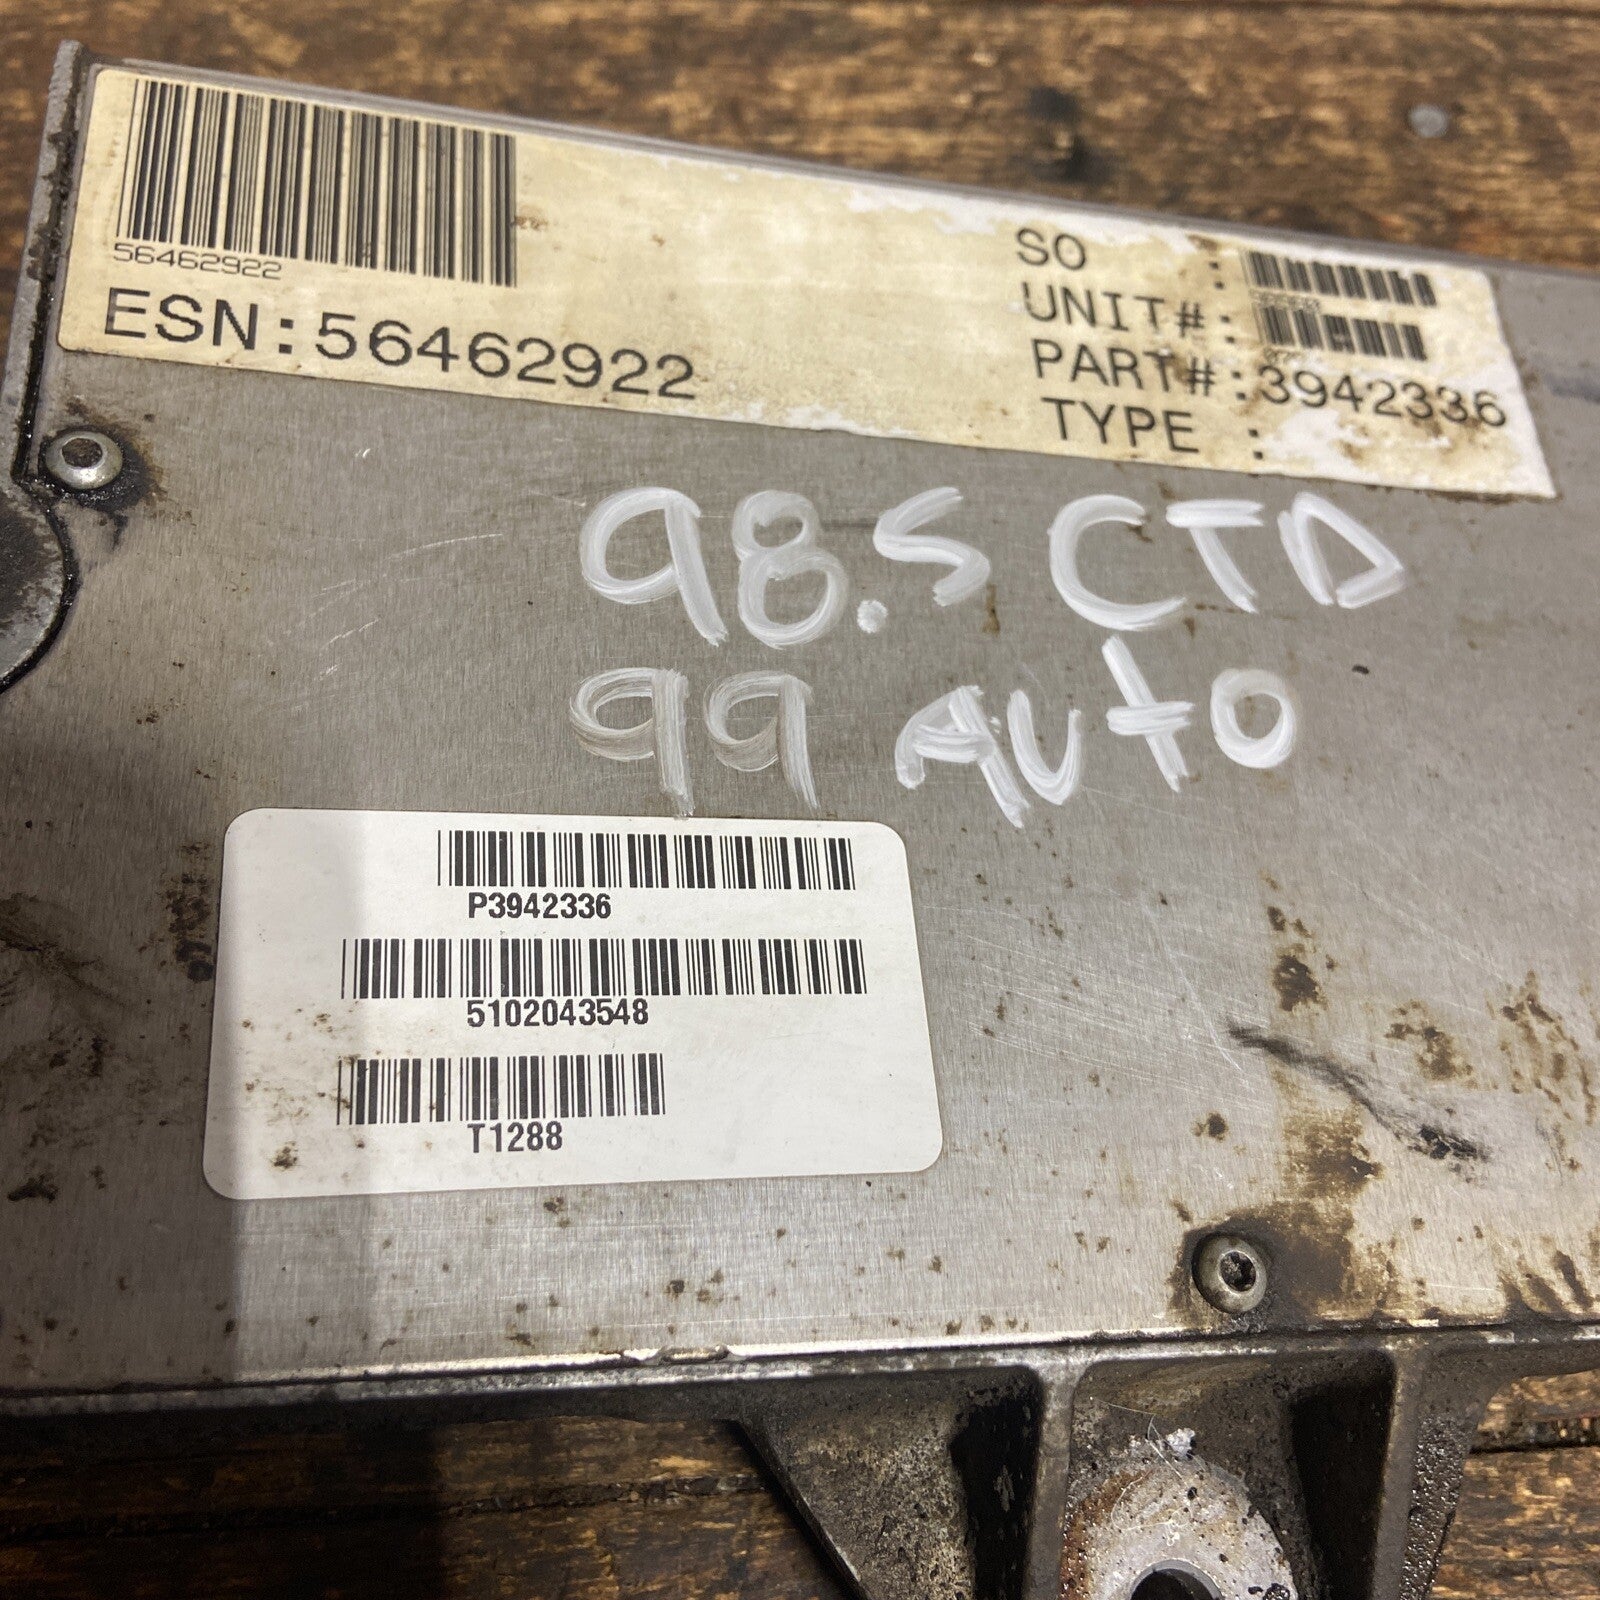 56462922
ESN:56462922
SO :
UNIT#:
PART#:3942336
TYPE :
98.5 CTD
99 AUtO
P3942336
5102043548
T1288